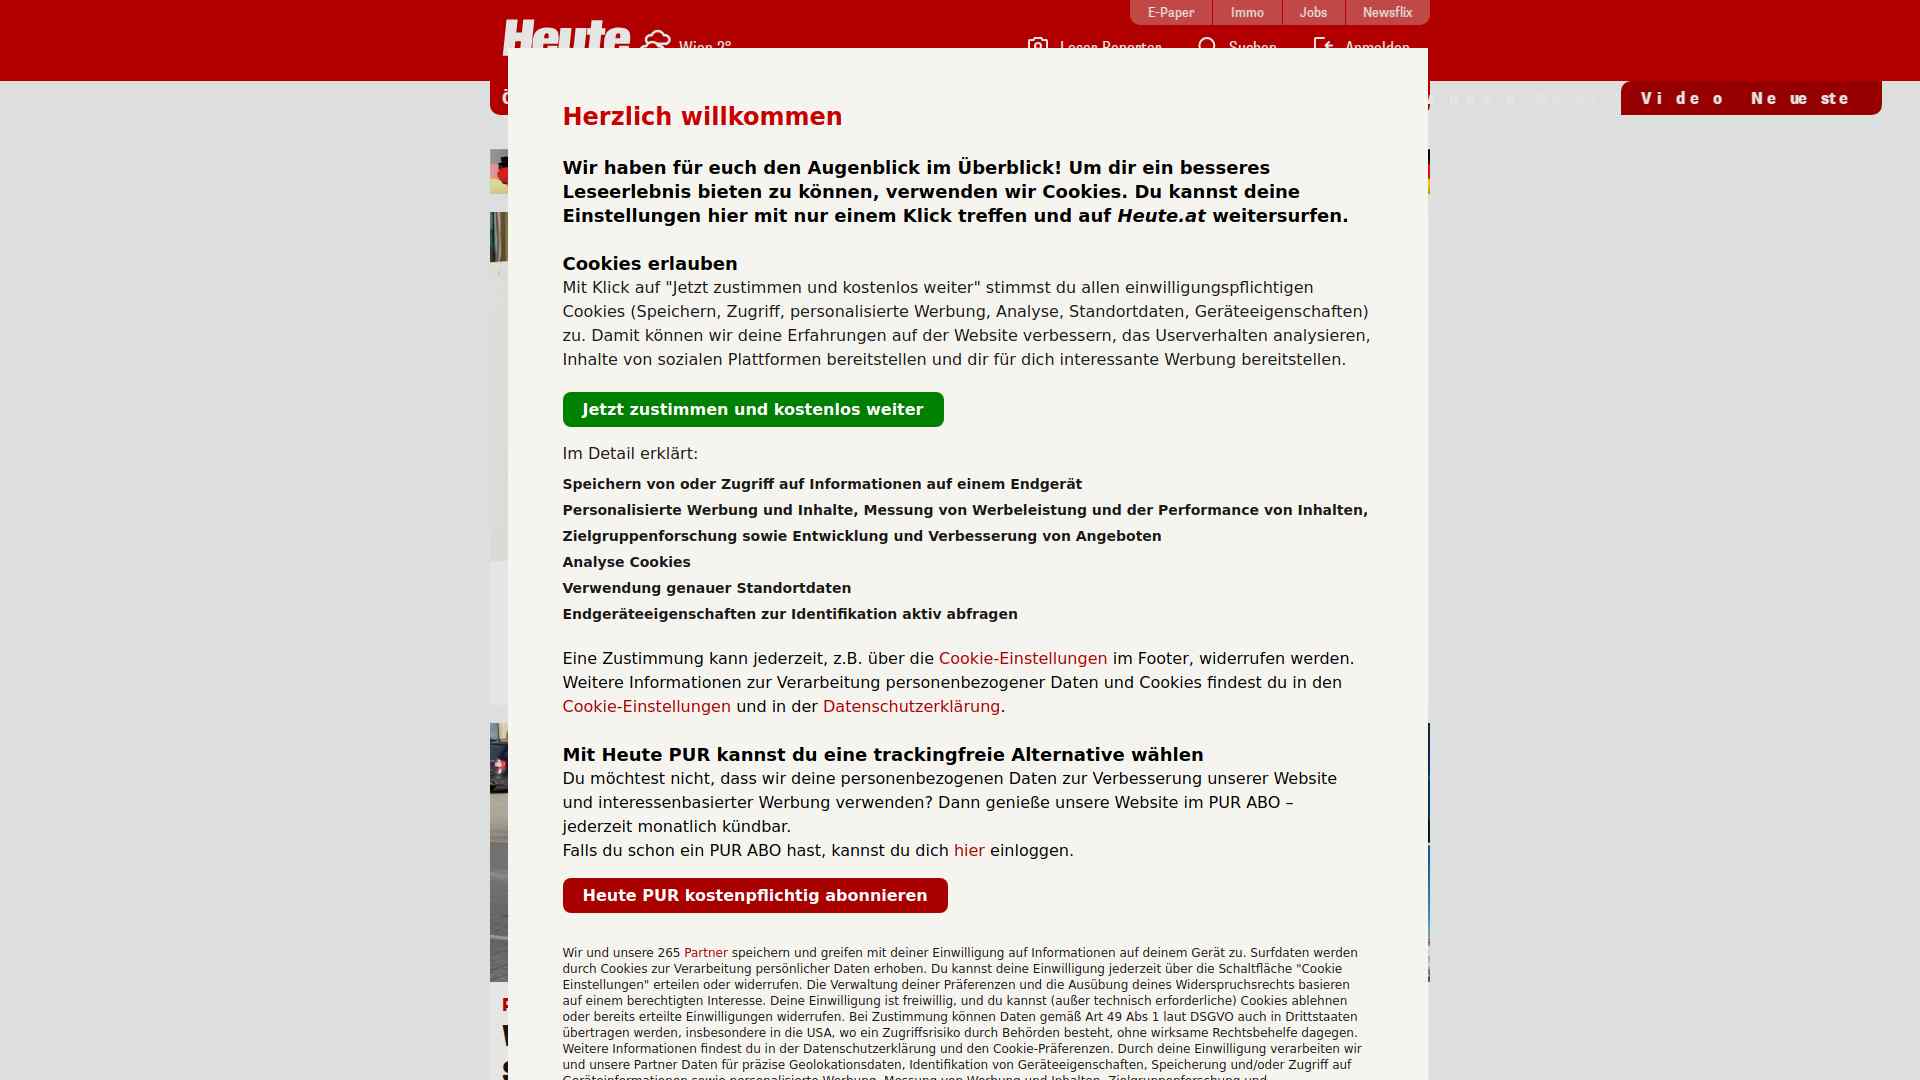 E-Paper
Immo
Jobs
Newsflix
Heute
Wien 2°
Leser-Reporter
Suchen
Anmelden
Video Neueste
Herzlich willkommen
Wir haben für euch den Augenblick im Überblick! Um dir ein besseres
Leseerlebnis bieten zu können, verwenden wir Cookies. Du kannst deine
Einstellungen hier mit nur einem Klick treffen und auf Heute.at weitersurfen.
Cookies erlauben
Mit Klick auf "Jetzt zustimmen und kostenlos weiter" stimmst du allen einwilligungspflichtigen
Cookies (Speichern, Zugriff, personalisierte Werbung, Analyse, Standortdaten, Geräteeigenschaften)
zu. Damit können wir deine Erfahrungen auf der Website verbessern, das Userverhalten analysieren,
Inhalte von sozialen Plattformen bereitstellen und dir für dich interessante Werbung bereitstellen.
Jetzt zustimmen und kostenlos weiter
Im Detail erklärt:
Speichern von oder Zugriff auf Informationen auf einem Endgerät
Personalisierte Werbung und Inhalte, Messung von Werbeleistung und der Performance von Inhalten,
Zielgruppenforschung sowie Entwicklung und Verbesserung von Angeboten
Analyse Cookies
Verwendung genauer Standortdaten
Endgeräteeigenschaften zur Identifikation aktiv abfragen
Eine Zustimmung kann jederzeit, z.B. über die Cookie-Einstellungen im Footer, widerrufen werden.
Weitere Informationen zur Verarbeitung personenbezogener Daten und Cookies findest du in den
Cookie-Einstellungen und in der Datenschutzerklärung.
Mit Heute PUR kannst du eine trackingfreie Alternative wählen
Du möchtest nicht, dass wir deine personenbezogenen Daten zur Verbesserung unserer Website
und interessenbasierter Werbung verwenden? Dann genieße unsere Website im PUR ABO –
jederzeit monatlich kündbar.
Falls du schon ein PUR ABO hast, kannst du dich hier einloggen.
Heute PUR kostenpflichtig abonnieren
Wir und unsere 265 Partner speichern und greifen mit deiner Einwilligung auf Informationen auf deinem Gerät zu. Surfdaten werden
durch Cookies zur Verarbeitung persönlicher Daten erhoben. Du kannst deine Einwilligung jederzeit über die Schaltfläche "Cookie
Einstellungen" erteilen oder widerrufen. Die Verwaltung deiner Präferenzen und die Ausübung deines Widerspruchsrechts basieren
auf einem berechtigten Interesse. Deine Einwilligung ist freiwillig, und du kannst (außer technisch erforderliche) Cookies ablehnen
oder bereits erteilte Einwilligungen widerrufen. Bei Zustimmung können Daten gemäß Art 49 Abs 1 laut DSGVO auch in Drittstaaten
übertragen werden, insbesondere in die USA, wo ein Zugriffsrisiko durch Behörden besteht, ohne wirksame Rechtsbehelfe dagegen.
Weitere Informationen findest du in der Datenschutzerklärung und den Cookie-Präferenzen. Durch deine Einwilligung verarbeiten wir
und unsere Partner Daten für präzise Geolokationsdaten, Identifikation von Geräteeigenschaften, Speicherung und/oder Zugriff auf
Geräteinformationen sowie personalisierte Werbung, Messung von Werbung und Inhalten, Zielgruppenforschung und